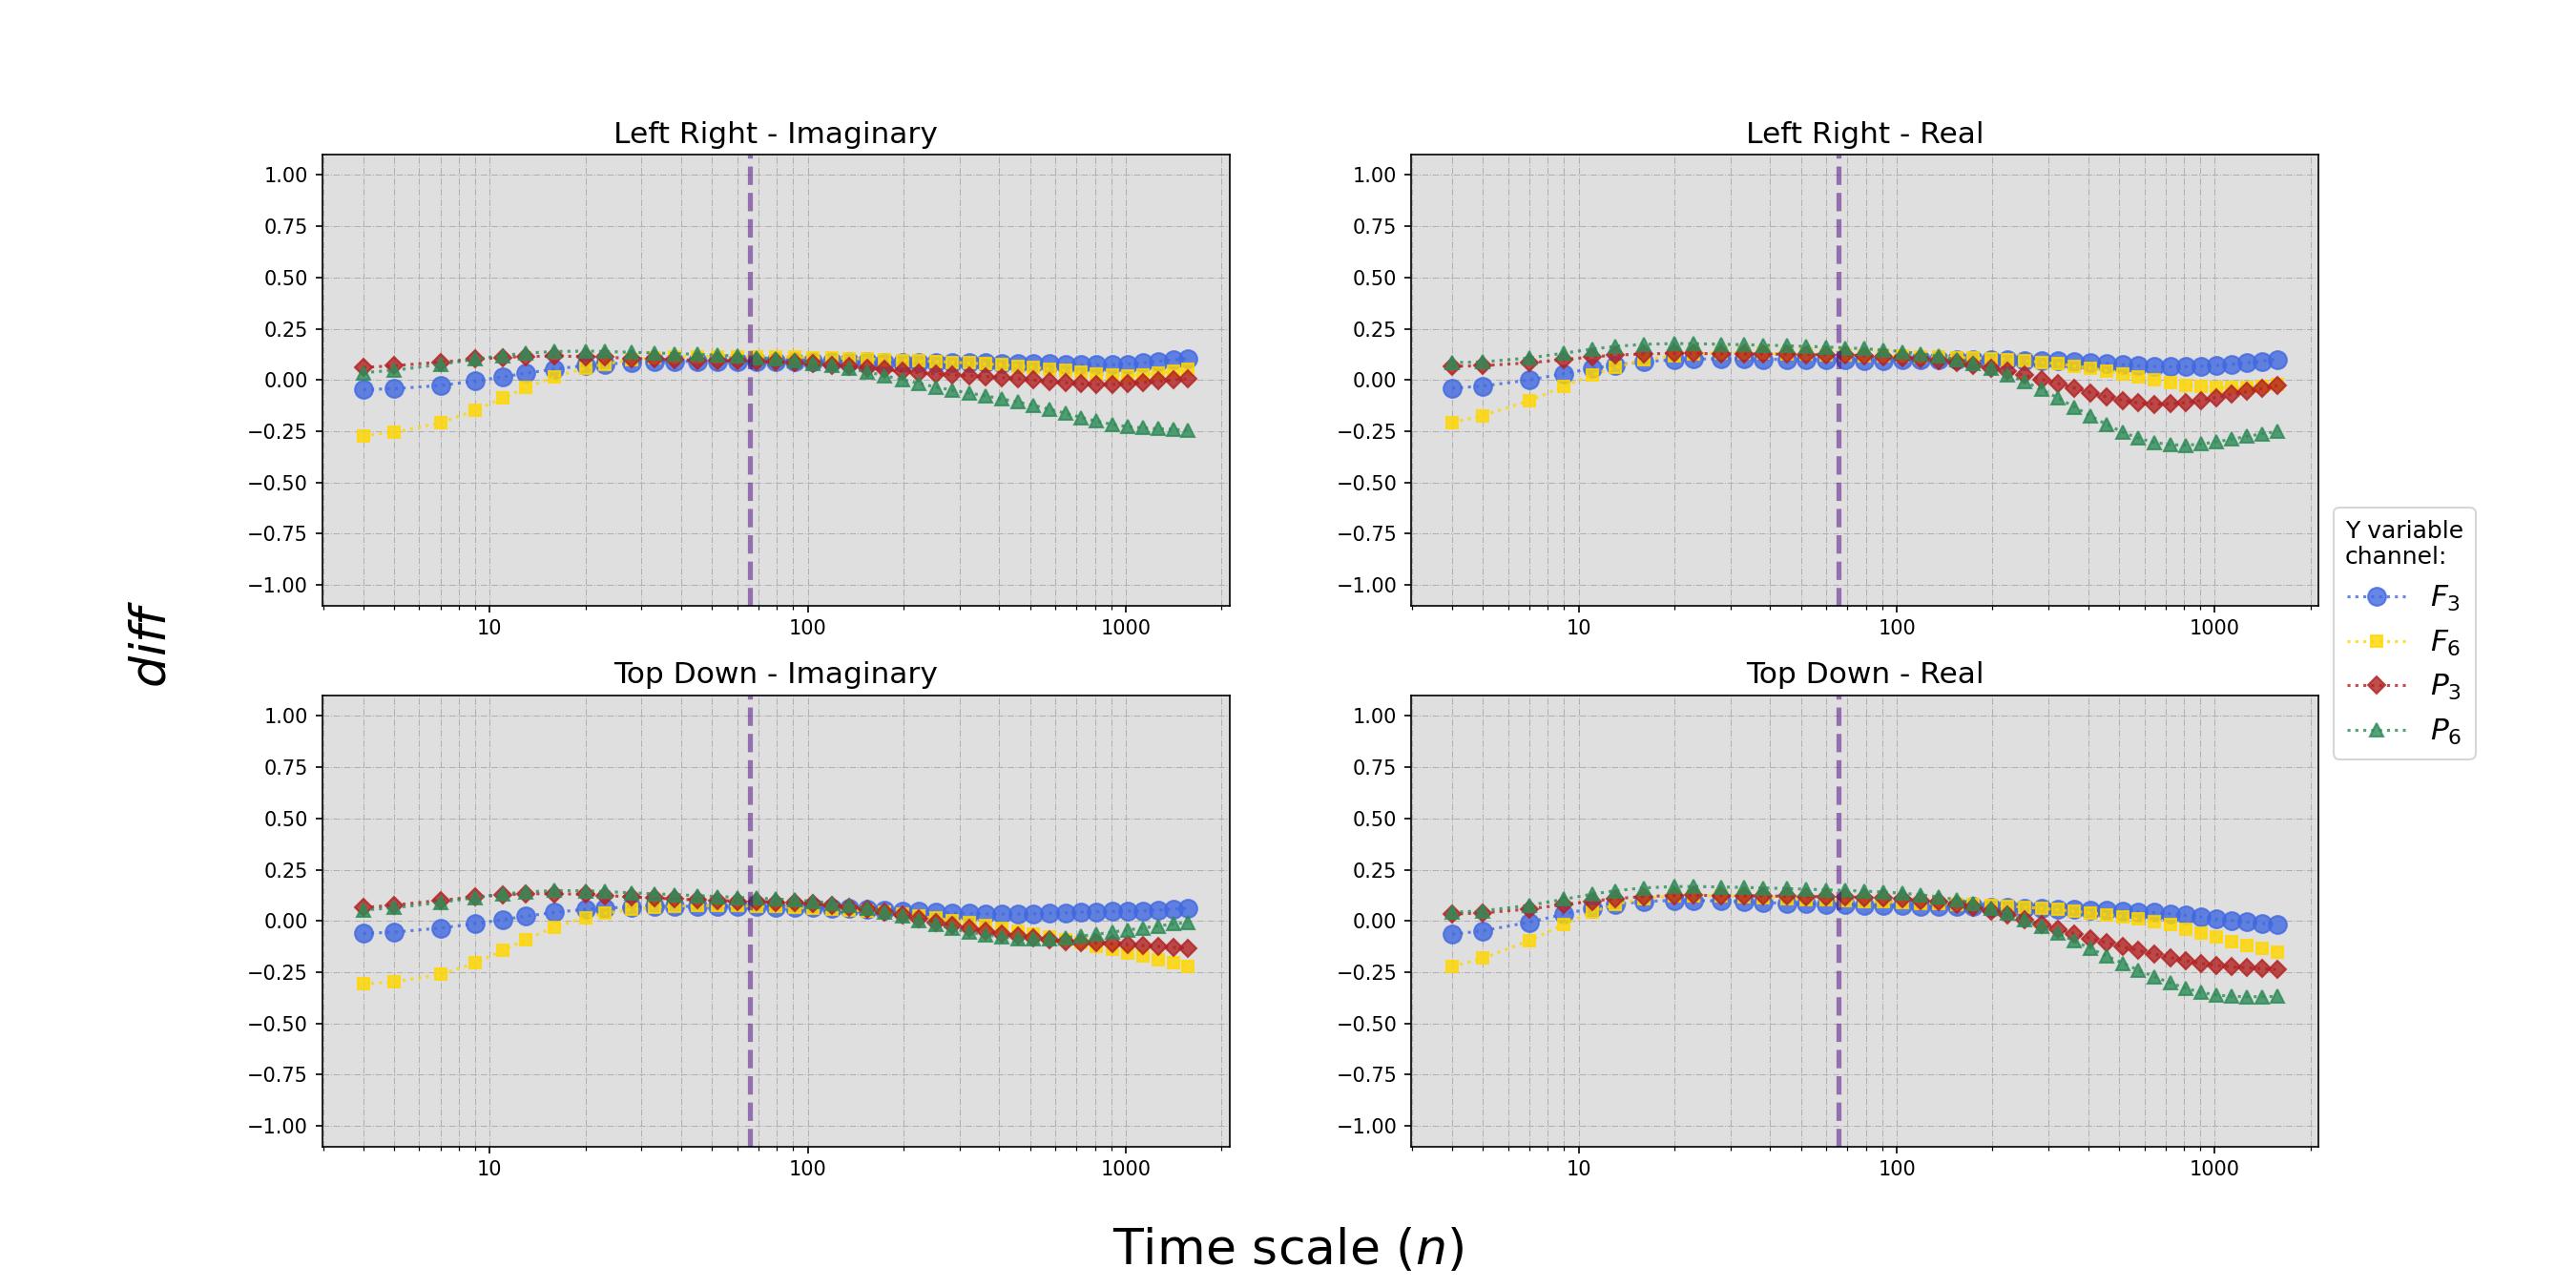 Left Right - Imaginary
1.00
0.75
0.50
0.25
0.00
−0.25
−0.50
−0.75
−1.00
10 100 1000
Left Right - Real
1.00
0.75
0.50
0.25
0.00
−0.25
−0.50
−0.75
−1.00
10 100 1000
Top Down - Imaginary
1.00
0.75
0.50
0.25
0.00
−0.25
−0.50
−0.75
−1.00
10 100 1000
Top Down - Real
1.00
0.75
0.50
0.25
0.00
−0.25
−0.50
−0.75
−1.00
10 100 1000
diff
Time scale (n)
Y variable
channel:
F3
F6
P3
P6